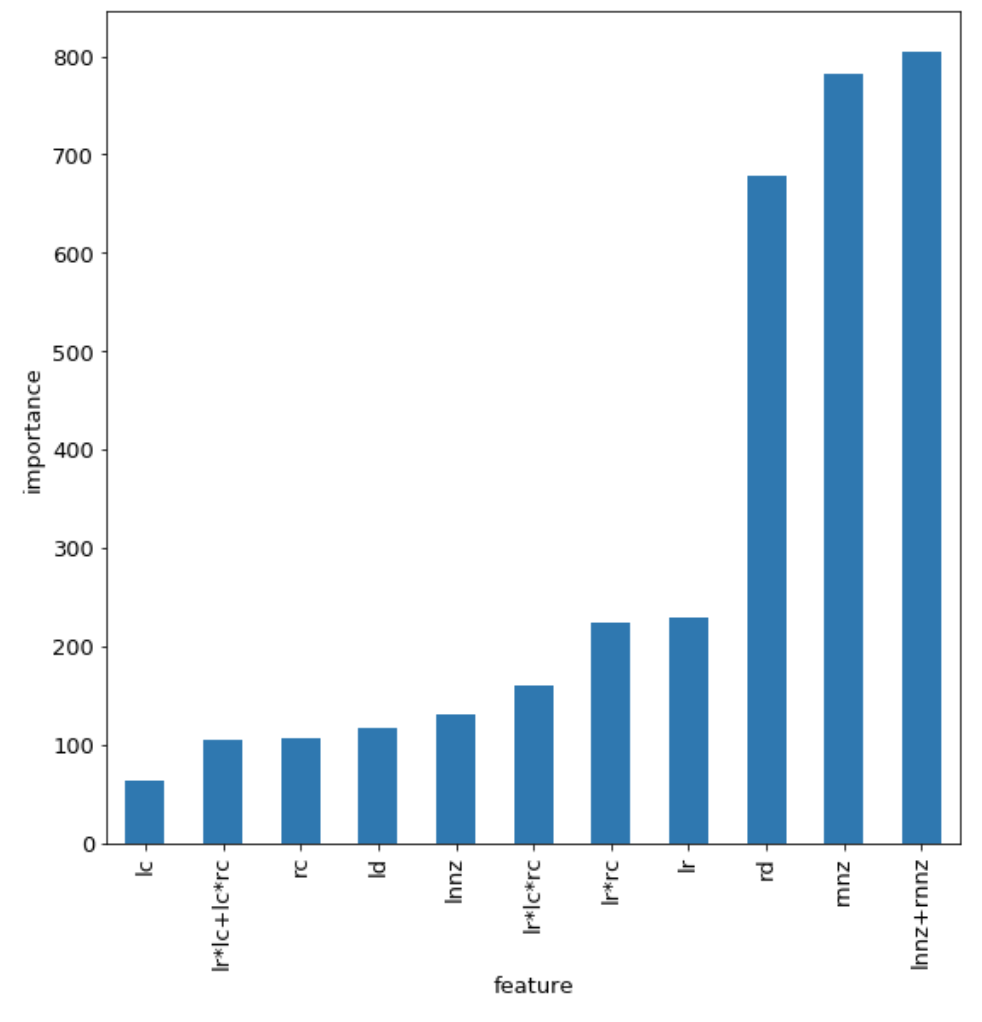 800
700
600
500
400
300
200
100
0
importance
lc
lr*lc+lc*rc
rc
ld
lnnz
lr*lc*rc
lr*rc
lr
rd
rnnz
lnnz+rnnz
feature